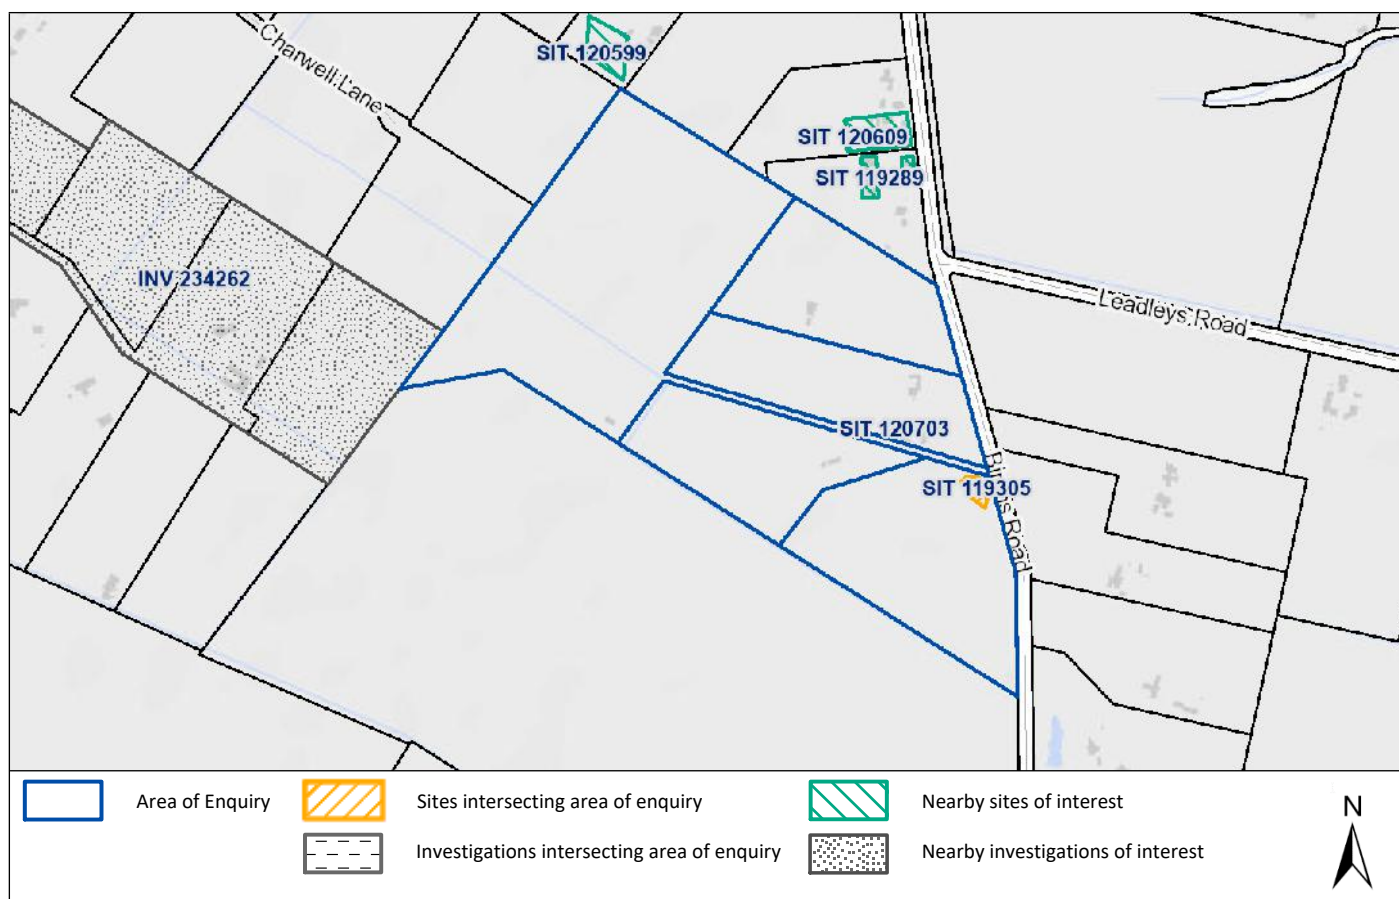 Charwell Lane
SIT 120599
SIT 120609
SIT 119289
INV 234262
Leadleys Road
SIT 120703
SIT 119305
Road
Area of Enquiry
Sites intersecting area of enquiry
Nearby sites of interest
Investigations intersecting area of enquiry
Nearby investigations of interest
N